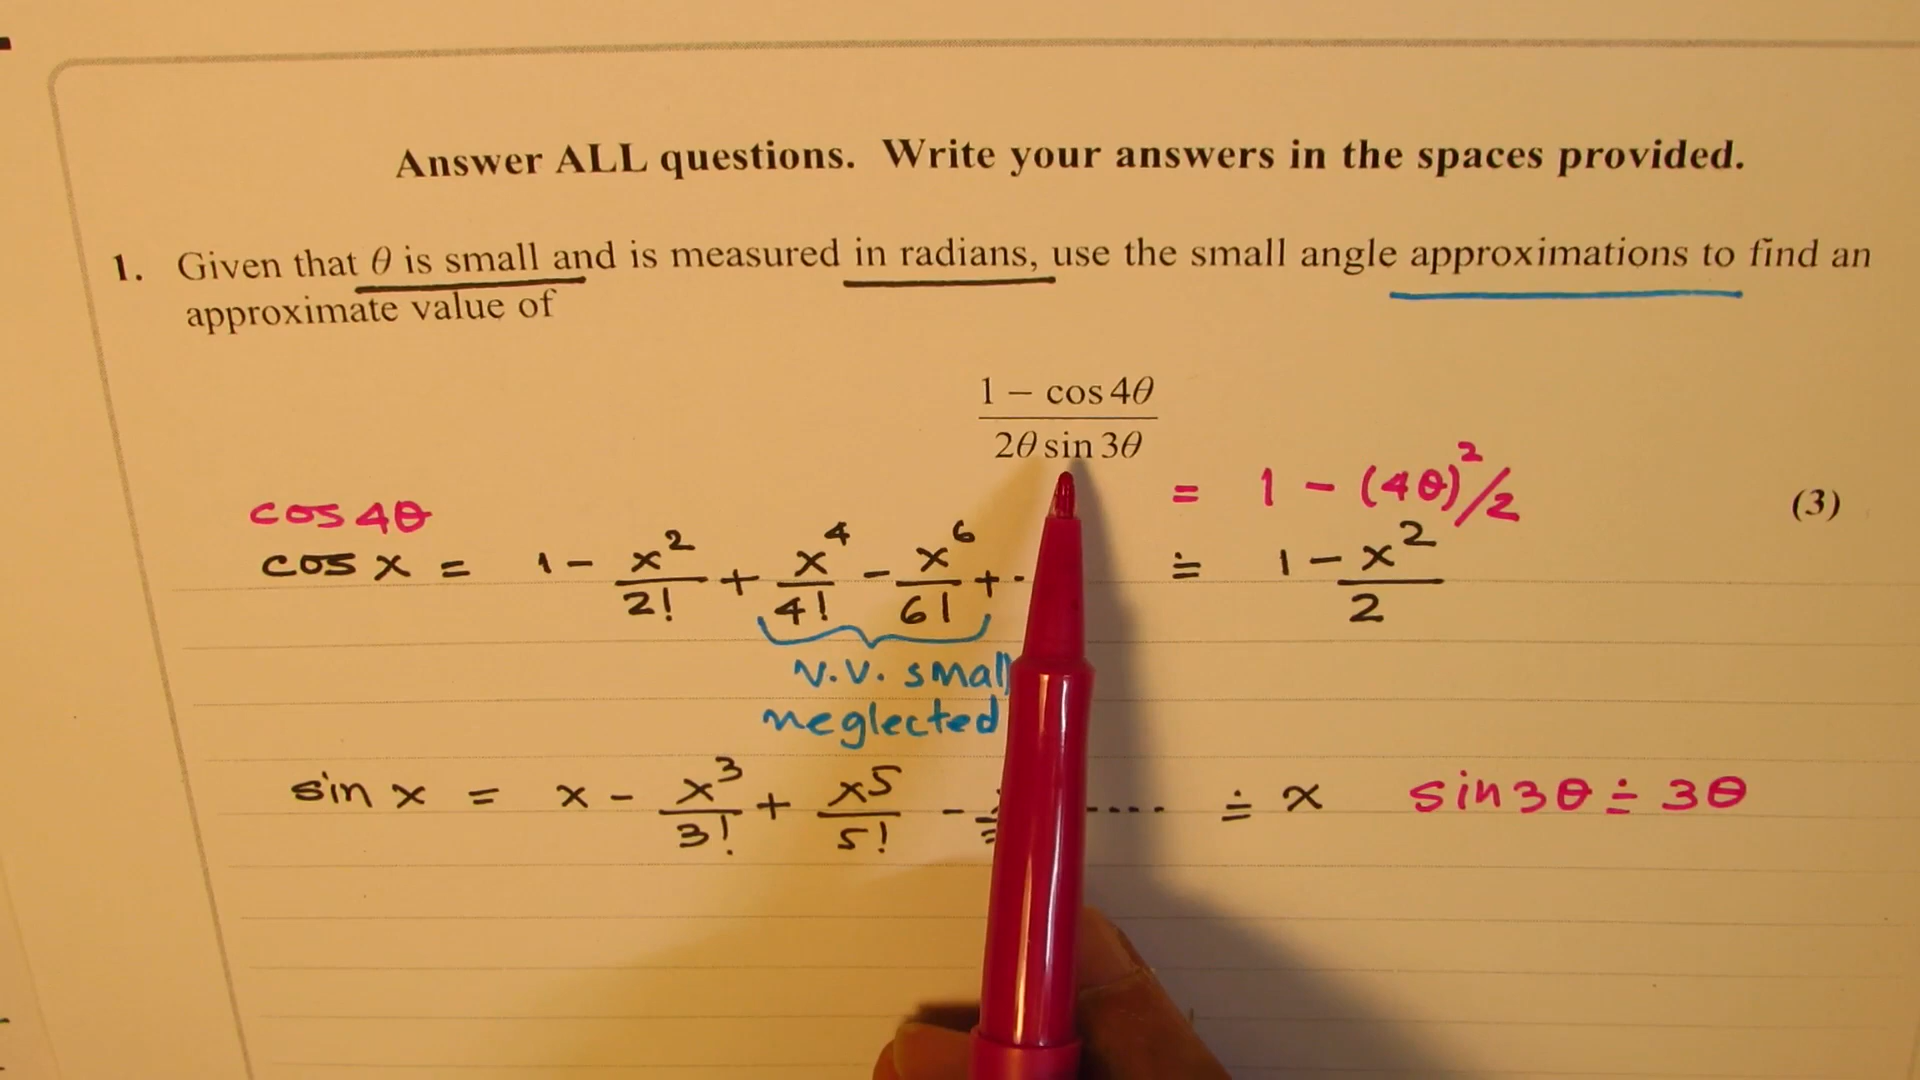 Answer ALL questions. Write your answers in the spaces provided.
1. Given that θ is small and is measured in radians, use the small angle approximations to find an
approximate value of
1 − cos 4θ
2θ sin 3θ
(3)
cos 4θ = 1 - (4θ)²/2
cos x = 1 - x²/2! + x⁴/4! - x⁶/6! + · ≐ 1 - x²/2
v.v. small
neglected
sin x = x - x³/3! + x⁵/5! - .... ≐ x sin 3θ ≐ 3θ